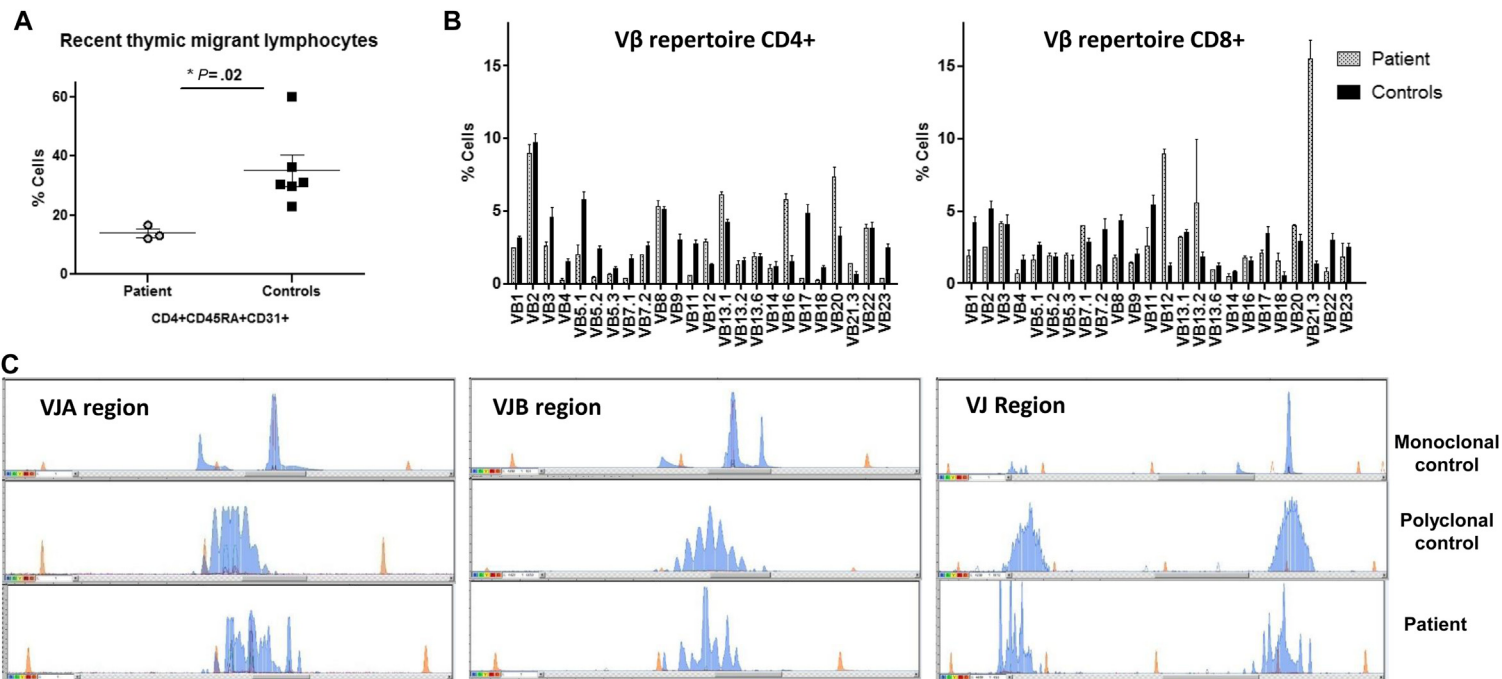 A
Recent thymic migrant lymphocytes
* P= .02
60
40
20
0
% Cells
Patient
Controls
CD4+CD45RA+CD31+
B
Vβ repertoire CD4+
15
10
5
0
% Cells
VB1
VB2
VB3
VB4
VB5.1
VB5.2
VB5.3
VB7.1
VB7.2
VB8
VB9
VB11
VB12
VB13.1
VB13.2
VB13.6
VB14
VB16
VB17
VB18
VB20
VB21.3
VB22
VB23
Vβ repertoire CD8+
15
10
5
0
% Cells
VB1
VB2
VB3
VB4
VB5.1
VB5.2
VB5.3
VB7.1
VB7.2
VB8
VB9
VB11
VB12
VB13.1
VB13.2
VB13.6
VB14
VB16
VB17
VB18
VB20
VB21.3
VB22
VB23
Patient
Controls
C
VJA region
VJB region
VJ Region
Monoclonal
control
Polyclonal
control
Patient